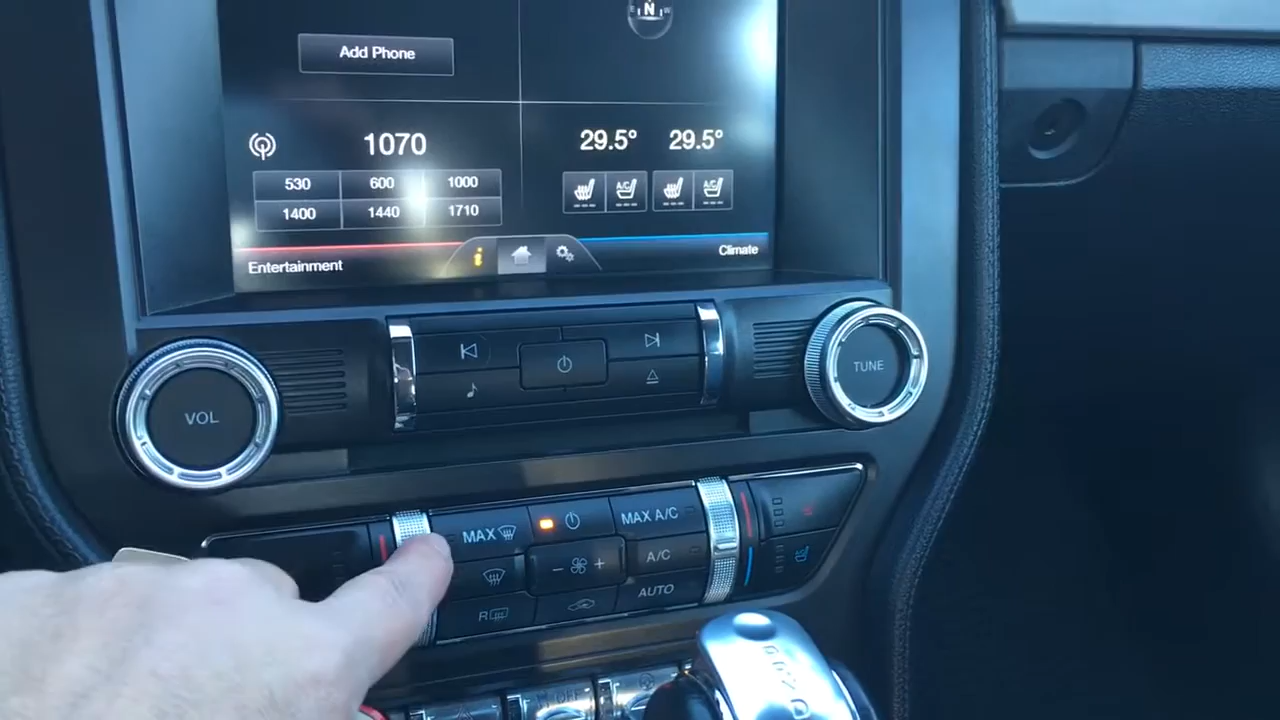 E N W
Add Phone
1070
29.5° 29.5°
530 600 1000
1400 1440 1710
A/C A/C
Entertainment
i
Climate
VOL
TUNE
MAX
MAX A/C
A/C
- +
AUTO
R
OFF
D